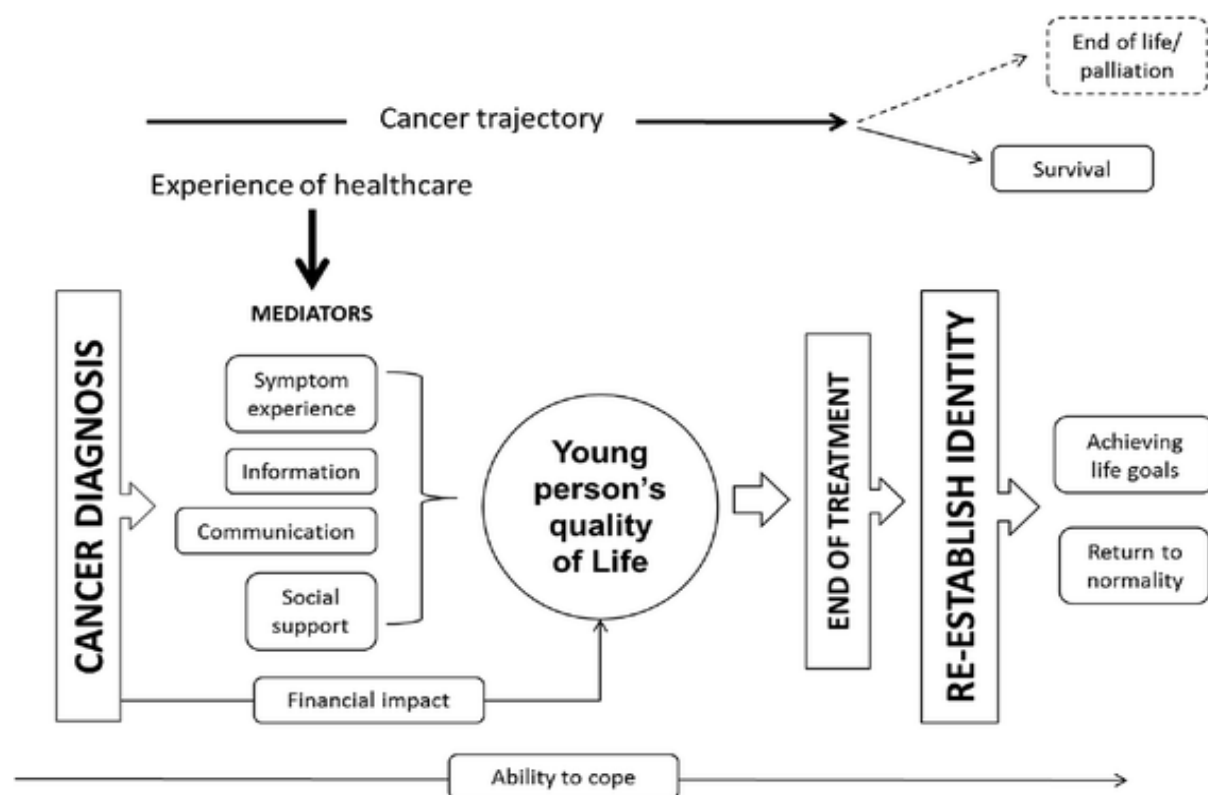 End of life/
palliation
Cancer trajectory
Survival
Experience of healthcare
MEDIATORS
CANCER DIAGNOSIS
Symptom
experience
Information
Communication
Social
support
Financial impact
Young
person's
quality
of Life
END OF TREATMENT
RE-ESTABLISH IDENTITY
Achieving
life goals
Return to
normality
Ability to cope